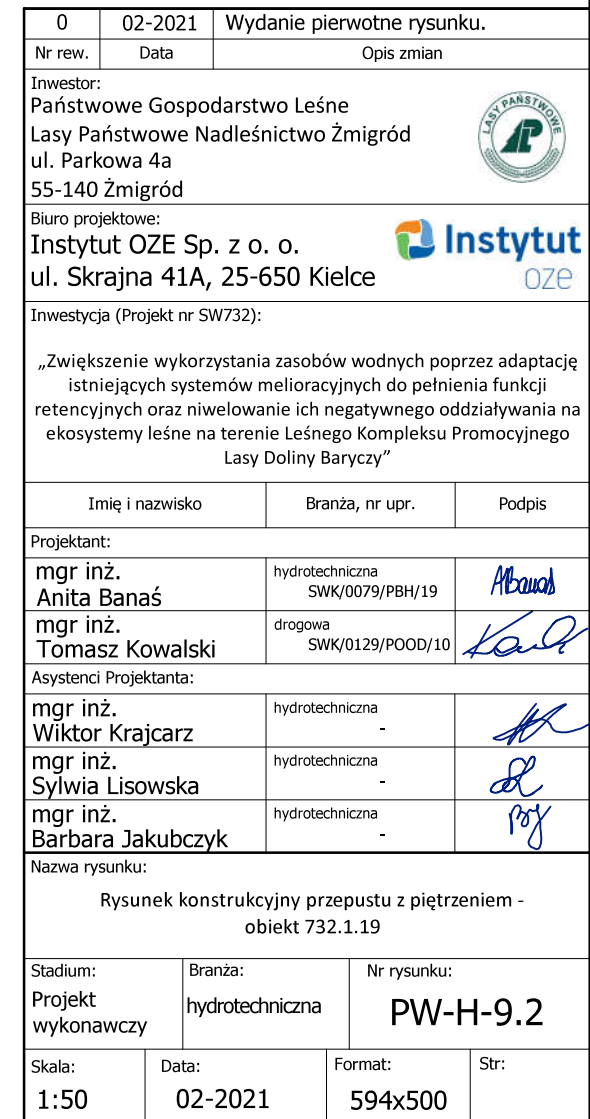 0 02-2021 Wydanie pierwotne rysunku.
Nr rew. Data Opis zmian
Inwestor:
Państwowe Gospodarstwo Leśne
Lasy Państwowe Nadleśnictwo Żmigród
ul. Parkowa 4a
55-140 Żmigród
LASY PAŃSTWOWE
Biuro projektowe:
Instytut OZE Sp. z o. o.
ul. Skrajna 41A, 25-650 Kielce
Instytut
oze
Inwestycja (Projekt nr SW732):
„Zwiększenie wykorzystania zasobów wodnych poprzez adaptację
istniejących systemów melioracyjnych do pełnienia funkcji
retencyjnych oraz niwelowanie ich negatywnego oddziaływania na
ekosystemy leśne na terenie Leśnego Kompleksu Promocyjnego
Lasy Doliny Baryczy”
Imię i nazwisko Branża, nr upr. Podpis
Projektant:
mgr inż.
Anita Banaś
hydrotechniczna
SWK/0079/PBH/19
ABanaś
mgr inż.
Tomasz Kowalski
drogowa
SWK/0129/POOD/10
Asystenci Projektanta:
mgr inż.
Wiktor Krajcarz
hydrotechniczna
-
mgr inż.
Sylwia Lisowska
hydrotechniczna
-
mgr inż.
Barbara Jakubczyk
hydrotechniczna
-
Nazwa rysunku:
Rysunek konstrukcyjny przepustu z piętrzeniem -
obiekt 732.1.19
Stadium:
Projekt
wykonawczy
Branża:
hydrotechniczna
Nr rysunku:
PW-H-9.2
Skala:
1:50
Data:
02-2021
Format:
594x500
Str: